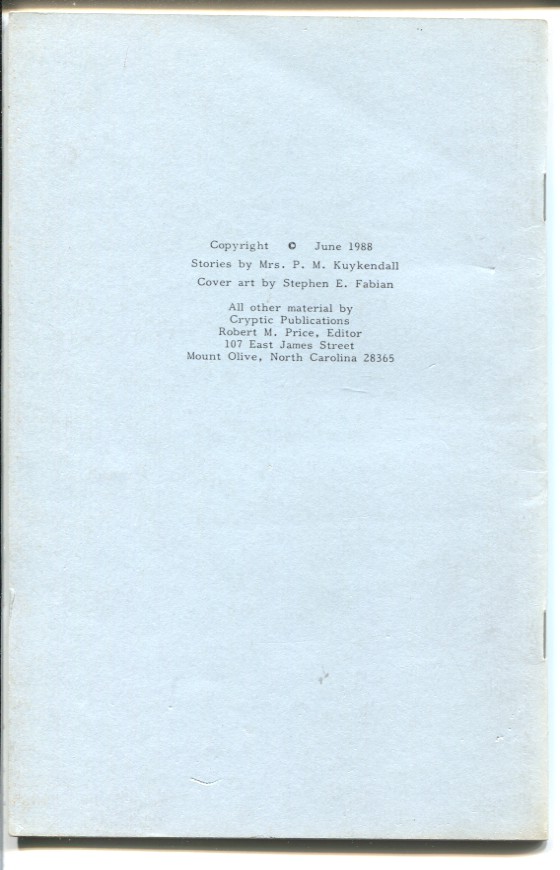 Copyright © June 1988
Stories by Mrs. P. M. Kuykendall
Cover art by Stephen E. Fabian
All other material by
Cryptic Publications
Robert M. Price, Editor
107 East James Street
Mount Olive, North Carolina 28365